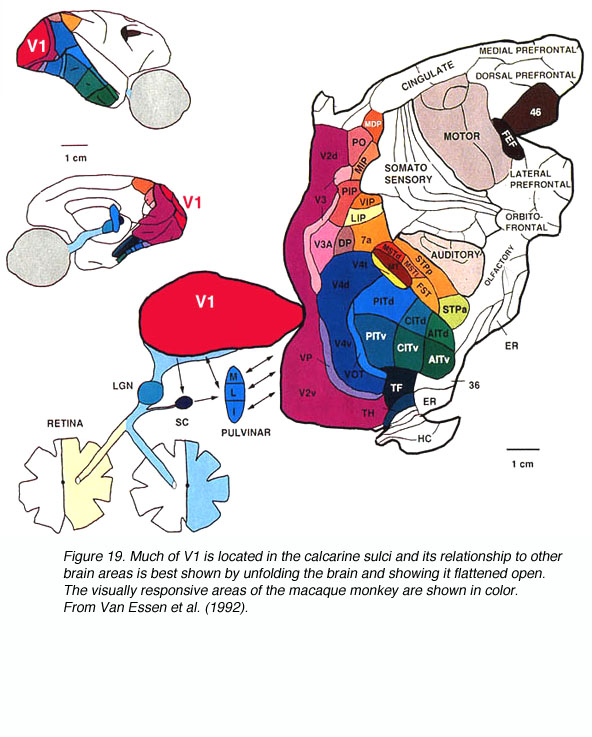 V1
1 cm
V1
MEDIAL PREFRONTAL
CINGULATE
DORSAL PREFRONTAL
46
MDP
MOTOR
FEF
V2d
PO
MIP
SOMATO
SENSORY
LATERAL
PREFRONTAL
V3
PIP
VIP
LIP
ORBITO-
FRONTAL
V3A
DP
7a
AUDITORY
OLFACTORY
MSTd
MSTl
STPp
MT
V4t
FST
V4d
PITd
STPa
CITd
AITd
V1
PITv
CITv
AITv
ER
V4v
VP
VOT
LGN
M
L
I
TF
36
V2v
ER
SC
PULVINAR
TH
RETINA
HC
1 cm
Figure 19. Much of V1 is located in the calcarine sulci and its relationship to other
brain areas is best shown by unfolding the brain and showing it flattened open.
The visually responsive areas of the macaque monkey are shown in color.
From Van Essen et al. (1992).